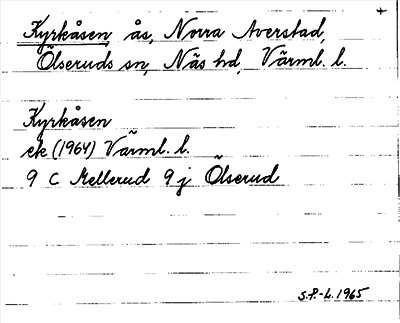 Kyrkåsen, ås, Norra Averstad,
Ölseruds sn, Näs hd, Värml. l.
Kyrkåsen
ek (1964) Värml. l.
9 C Mellerud 9 j Ölserud
S.P.-L. 1965